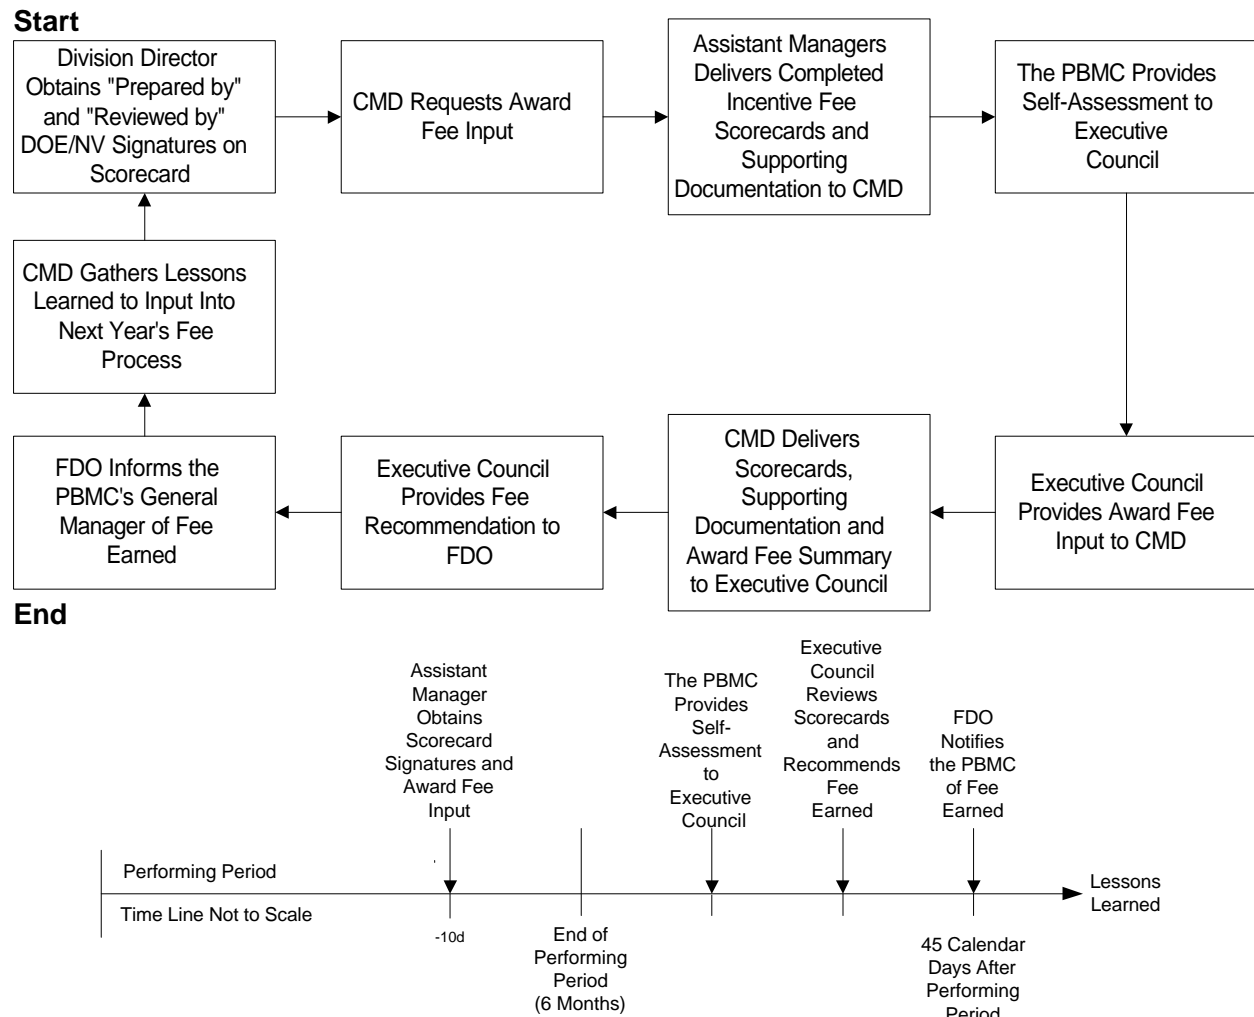 Start
Division Director
Obtains "Prepared by"
and "Reviewed by"
DOE/NV Signatures on
Scorecard
CMD Requests Award
Fee Input
Assistant Managers
Delivers Completed
Incentive Fee
Scorecards and
Supporting
Documentation to CMD
The PBMC Provides
Self-Assessment to
Executive
Council
CMD Gathers Lessons
Learned to Input Into
Next Year's Fee
Process
FDO Informs the
PBMC's General
Manager of Fee
Earned
Executive Council
Provides Fee
Recommendation to
FDO
CMD Delivers
Scorecards,
Supporting
Documentation and
Award Fee Summary
to Executive Council
Executive Council
Provides Award Fee
Input to CMD
End
Assistant
Manager
Obtains
Scorecard
Signatures and
Award Fee
Input
The PBMC
Provides
Self-
Assessment
to
Executive
Council
Executive
Council
Reviews
Scorecards
and
Recommends
Fee
Earned
FDO
Notifies
the PBMC
of Fee
Earned
Performing Period
Time Line Not to Scale
Lessons
Learned
-10d
End of
Performing
Period
(6 Months)
45 Calendar
Days After
Performing
Period